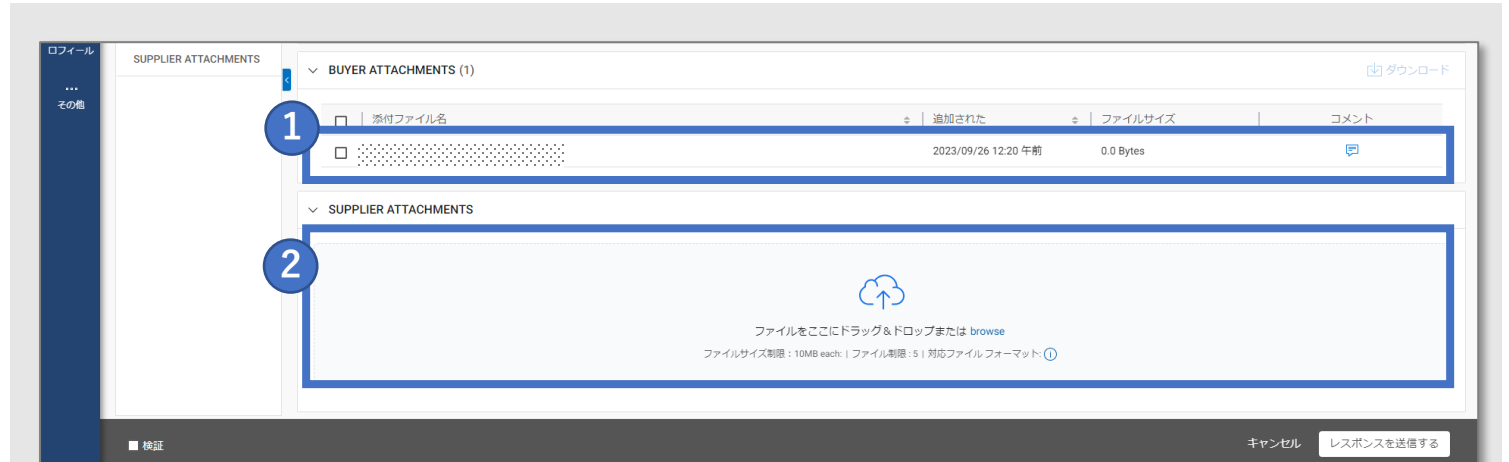 ロフィール
...
その他
SUPPLIER ATTACHMENTS
BUYER ATTACHMENTS (1)
ダウンロード
1
添付ファイル名
追加された
ファイルサイズ
コメント
2023/09/26 12:20 午前
0.0 Bytes
SUPPLIER ATTACHMENTS
2
ファイルをここにドラッグ&ドロップまたは browse
ファイルサイズ制限：10MB each: | ファイル制限 : 5 | 対応ファイル フォーマット:
検証
キャンセル
レスポンスを送信する